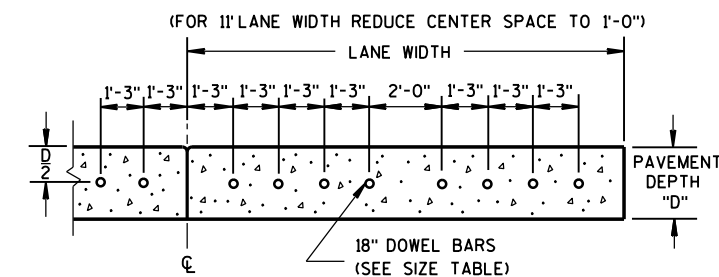 (FOR 11' LANE WIDTH REDUCE CENTER SPACE TO 1'-0")
LANE WIDTH
1'-3" 1'-3" 1'-3" 1'-3" 1'-3" 1'-3" 2'-0" 1'-3" 1'-3" 1'-3"
D
2
PAVEMENT
DEPTH
"D"
18" DOWEL BARS
(SEE SIZE TABLE)
℄